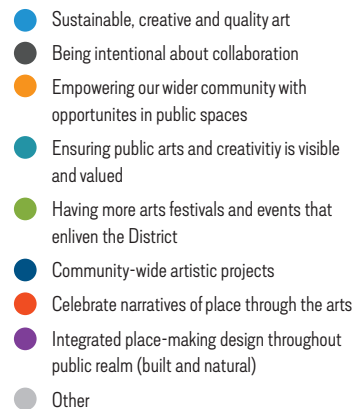 Sustainable, creative and quality art
Being intentional about collaboration
Empowering our wider community with
opportunites in public spaces
Ensuring public arts and creativitiy is visible
and valued
Having more arts festivals and events that
enliven the District
Community-wide artistic projects
Celebrate narratives of place through the arts
Integrated place-making design throughout
public realm (built and natural)
Other